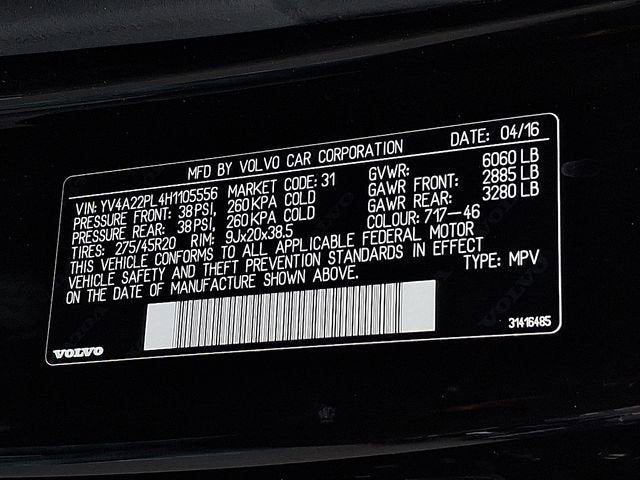 MFD BY VOLVO CAR CORPORATION DATE: 04/16
VIN: YV4A22PL4H1105556 MARKET CODE: 31 GVWR: 6060 LB
PRESSURE FRONT: 38 PSI, 260 KPA COLD GAWR FRONT: 2885 LB
PRESSURE REAR: 38 PSI, 260 KPA COLD GAWR REAR: 3280 LB
TIRES: 275/45R20 RIM: 9Jx20x38.5 COLOUR: 717-46
THIS VEHICLE CONFORMS TO ALL APPLICABLE FEDERAL MOTOR
VEHICLE SAFETY AND THEFT PREVENTION STANDARDS IN EFFECT
ON THE DATE OF MANUFACTURE SHOWN ABOVE. TYPE: MPV
VOLVO 31416485